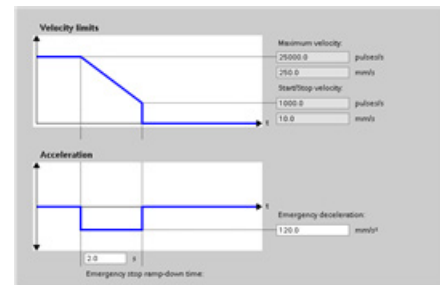 Velocity limits
Maximum velocity:
25000.0 pulses/s
250.0 mm/s
Start/Stop velocity:
1000.0 pulses/s
10.0 mm/s
t
Acceleration
t
Emergency deceleration:
120.0 mm/s²
2.0 s
Emergency stop ramp-down time: